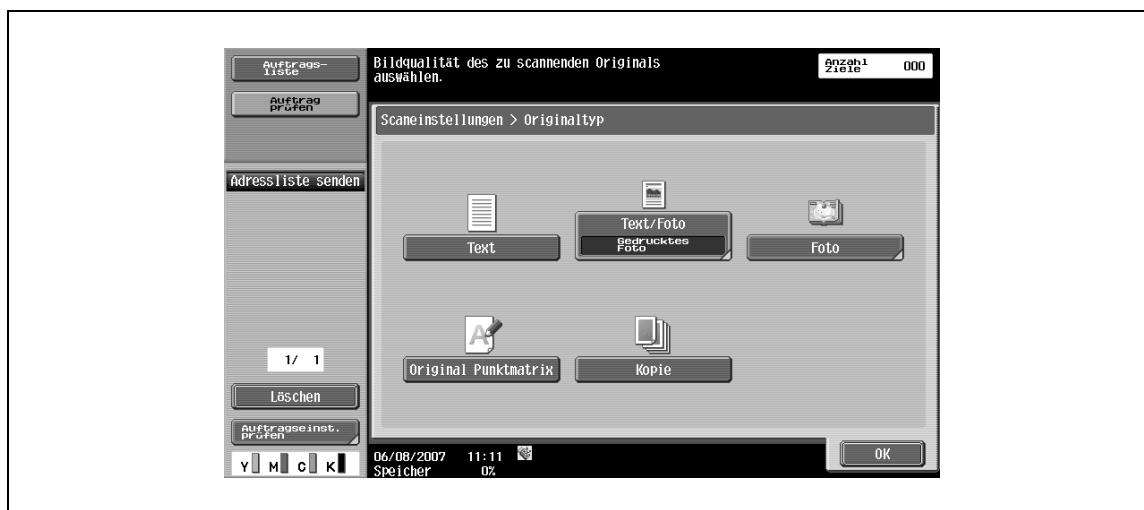 Auftrags-
liste
Auftrag
prüfen
Adressliste senden
1/ 1
Löschen
Auftragseinst.
prüfen
Y M C K
Bildqualität des zu scannenden Originals
auswählen.
Anzahl
Ziele 000
Scaneinstellungen > Originaltyp
Text
Text/Foto
Gedrucktes
Foto
Foto
Original Punktmatrix
Kopie
06/08/2007 11:11
Speicher 0%
OK